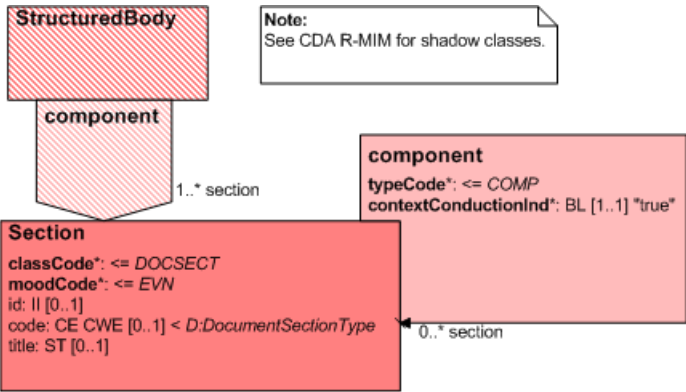 StructuredBody
Note:
See CDA R-MIM for shadow classes.
component
1..* section
component
typeCode*: <= COMP
contextConductionInd*: BL [1..1] "true"
Section
classCode*: <= DOCSECT
moodCode*: <= EVN
id: II [0..1]
code: CE CWE [0..1] < D:DocumentSectionType
title: ST [0..1]
0..* section